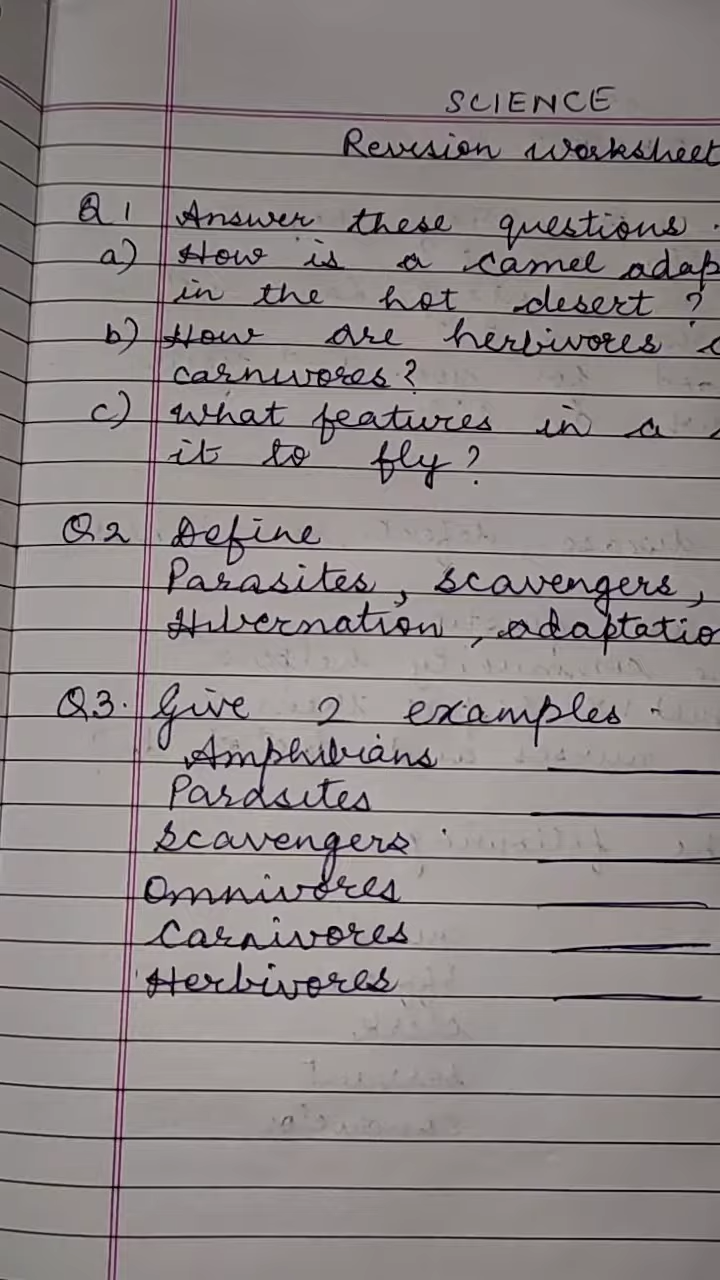 SCIENCE
Revision Worksheet
Q1 Answer these questions.
a) How is a camel adap
in the hot desert?
b) How are herbivores
carnivores?
c) What features in a
it to fly?
Q2 Define
Parasites, scavengers,
Hibernation, adaptatio
Q3. Give 2 examples -
Amphibians
Parasites
Scavengers
Omnivores
Carnivores
Herbivores